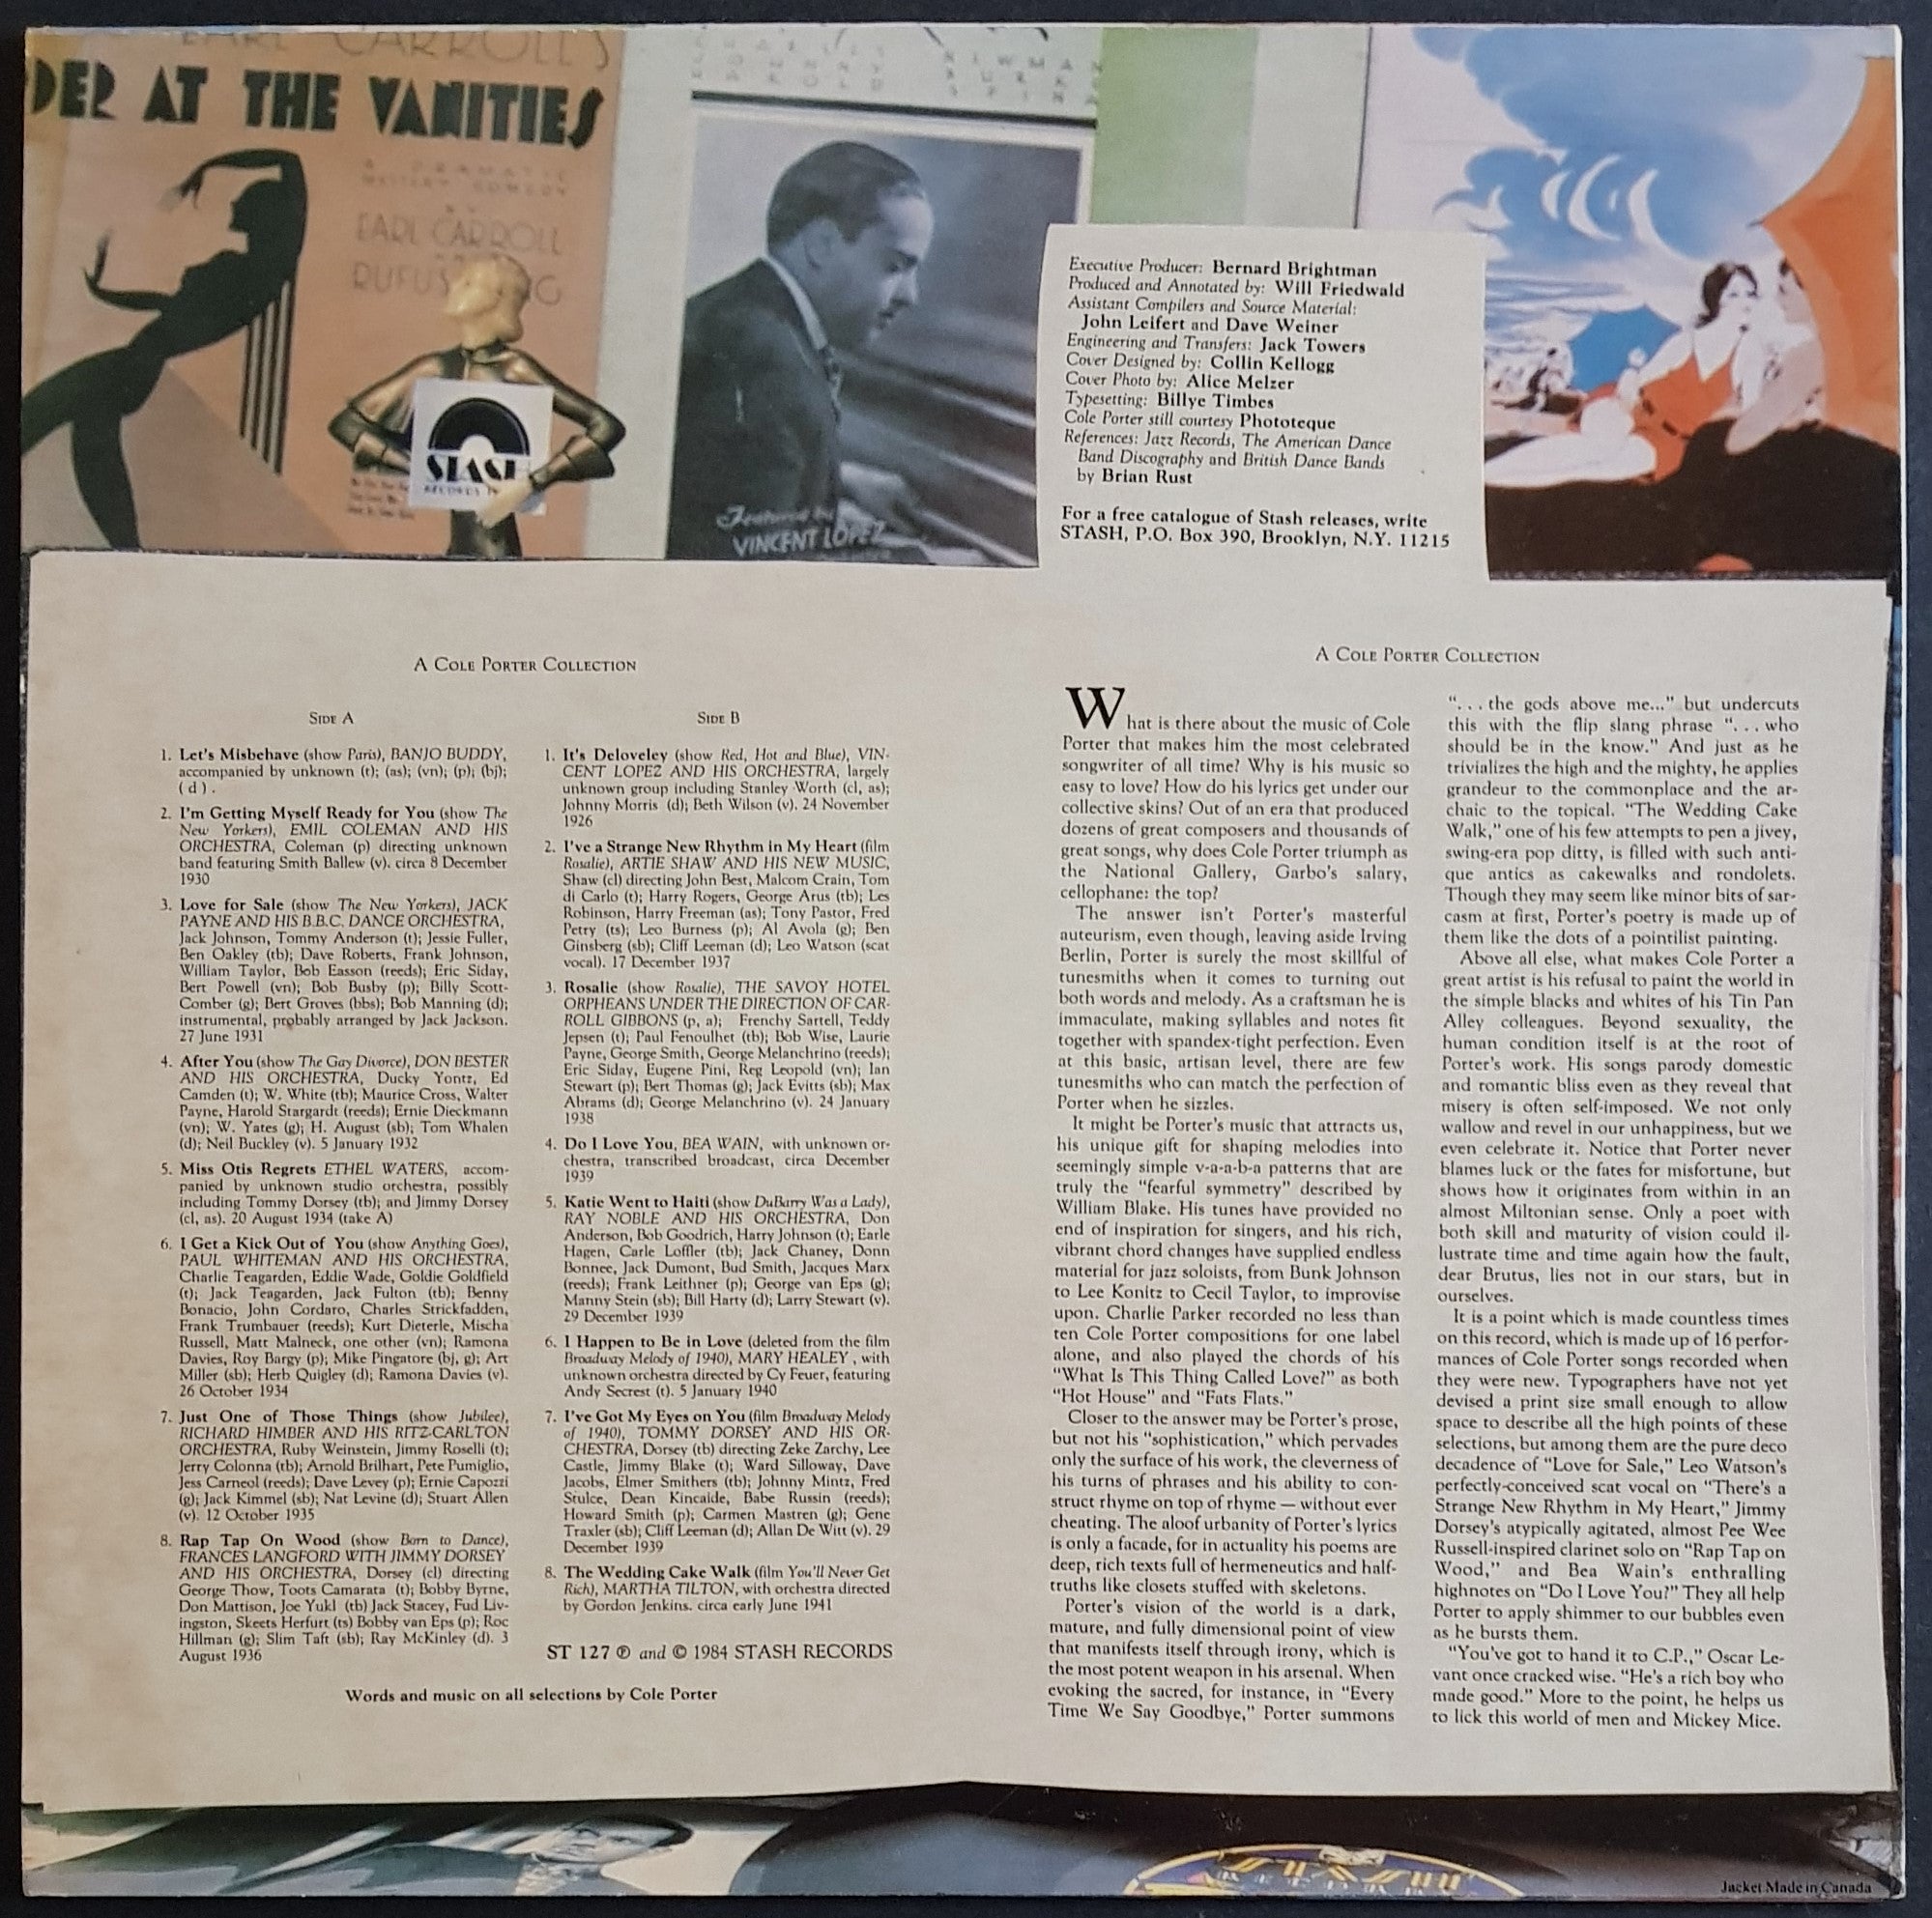 EARL CARROLL'S
DER AT THE VANITIES
A DRAMATIC
MYSTERY COMEDY
BY
EARL CARROLL
RUFUS
STASH
RECORDS
Featured by
VINCENT LOPEZ
Executive Producer: Bernard Brightman
Produced and Annotated by: Will Friedwald
Assistant Compilers and Source Material:
John Leifert and Dave Weiner
Engineering and Transfers: Jack Towers
Cover Designed by: Collin Kellogg
Cover Photo by: Alice Melzer
Typesetting: Billye Timbes
Cole Porter still courtesy Phototeque
References: Jazz Records, The American Dance
Band Discography and British Dance Bands
by Brian Rust
For a free catalogue of Stash releases, write
STASH, P.O. Box 390, Brooklyn, N.Y. 11215
A COLE PORTER COLLECTION
SIDE A
1. Let's Misbehave (show Paris), BANJO BUDDY,
accompanied by unknown (t); (as); (vn); (p); (bj);
(d).
2. I'm Getting Myself Ready for You (show The
New Yorkers), EMIL COLEMAN AND HIS
ORCHESTRA, Coleman (p) directing unknown
band featuring Smith Ballew (v). circa 8 December
1930
3. Love for Sale (show The New Yorkers), JACK
PAYNE AND HIS B.B.C. DANCE ORCHESTRA,
Jack Johnson, Tommy Anderson (t); Jessie Fuller,
Ben Oakley (tb); Dave Roberts, Frank Johnson,
William Taylor, Bob Easson (reeds); Eric Siday,
Bert Powell (vn); Bob Busby (p); Billy Scott-
Comber (g); Bert Groves (bbs); Bob Manning (d);
instrumental, probably arranged by Jack Jackson.
27 June 1931
4. After You (show The Gay Divorce), DON BESTER
AND HIS ORCHESTRA, Ducky Yontz, Ed
Camden (t); W. White (tb); Maurice Cross, Walter
Payne, Harold Stargardt (reeds); Ernie Dieckmann
(vn); W. Yates (g); H. August (sb); Tom Whalen
(d); Neil Buckley (v). 5 January 1932
5. Miss Otis Regrets ETHEL WATERS, accom-
panied by unknown studio orchestra, possibly
including Tommy Dorsey (tb); and Jimmy Dorsey
(cl, as). 20 August 1934 (take A)
6. I Get a Kick Out of You (show Anything Goes),
PAUL WHITEMAN AND HIS ORCHESTRA,
Charlie Teagarden, Eddie Wade, Goldie Goldfield
(t); Jack Teagarden, Jack Fulton (tb); Benny
Bonacio, John Cordaro, Charles Strickfadden,
Frank Trumbauer (reeds); Kurt Dieterle, Mischa
Russell, Matt Malneck, one other (vn); Ramona
Davies, Roy Bargy (p); Mike Pingatore (bj, g); Art
Miller (sb); Herb Quigley (d); Ramona Davies (v).
26 October 1934
7. Just One of Those Things (show Jubilee),
RICHARD HIMBER AND HIS RITZ-CARLTON
ORCHESTRA, Ruby Weinstein, Jimmy Roselli (t);
Jerry Colonna (tb); Arnold Brilhart, Pete Pumiglio,
Jess Carneol (reeds); Dave Levey (p); Ernie Capozzi
(g); Jack Kimmel (sb); Nat Levine (d); Stuart Allen
(v). 12 October 1935
8. Rap Tap On Wood (show Born to Dance),
FRANCES LANGFORD WITH JIMMY DORSEY
AND HIS ORCHESTRA, Dorsey (cl) directing
George Thow, Toots Camarata (t); Bobby Byrne,
Don Mattison, Joe Yukl (tb) Jack Stacey, Fud Liv-
ingston, Skeets Herfurt (ts) Bobby van Eps (p); Roc
Hillman (g); Slim Taft (sb); Ray McKinley (d). 3
August 1936
SIDE B
1. It's Deloveley (show Red, Hot and Blue), VIN-
CENT LOPEZ AND HIS ORCHESTRA, largely
unknown group including Stanley Worth (cl, as),
Johnny Morris (d); Beth Wilson (v). 24 November
1926
2. I've a Strange New Rhythm in My Heart (film
Rosalie), ARTIE SHAW AND HIS NEW MUSIC,
Shaw (cl) directing John Best, Malcom Crain, Tom
di Carlo (t); Harry Rogers, George Arus (tb); Les
Robinson, Harry Freeman (as); Tony Pastor, Fred
Petry (ts); Leo Burness (p); Al Avola (g); Ben
Ginsberg (sb); Cliff Leeman (d); Leo Watson (scat
vocal). 17 December 1937
3. Rosalie (show Rosalie), THE SAVOY HOTEL
ORPHEANS UNDER THE DIRECTION OF CAR-
ROLL GIBBONS (p, a); Frenchy Sartell, Teddy
Jepsen (t); Paul Fenoulhet (tb); Bob Wise, Laurie
Payne, George Smith, George Melanchrino (reeds);
Eric Siday, Eugene Pini, Reg Leopold (vn); Ian
Stewart (p); Bert Thomas (g); Jack Evitts (sb); Max
Abrams (d); George Melanchrino (v). 24 January
1938
4. Do I Love You, BEA WAIN, with unknown or-
chestra, transcribed broadcast, circa December
1939
5. Katie Went to Haiti (show DuBarry Was a Lady),
RAY NOBLE AND HIS ORCHESTRA, Don
Anderson, Bob Goodrich, Harry Johnson (t); Earle
Hagen, Carle Loffler (tb); Jack Chaney, Donn
Bonnee, Jack Dumont, Bud Smith, Jacques Marx
(reeds); Frank Leithner (p); George van Eps (g);
Manny Stein (sb); Bill Harty (d); Larry Stewart (v).
29 December 1939
6. I Happen to Be in Love (deleted from the film
Broadway Melody of 1940), MARY HEALEY , with
unknown orchestra directed by Cy Feuer, featuring
Andy Secrest (t). 5 January 1940
7. I've Got My Eyes on You (film Broadway Melody
of 1940), TOMMY DORSEY AND HIS OR-
CHESTRA, Dorsey (tb) directing Zeke Zarchy, Lee
Castle, Jimmy Blake (t); Ward Silloway, Dave
Jacobs, Elmer Smithers (tb); Johnny Mintz, Fred
Stulce, Dean Kincaide, Babe Russin (reeds);
Howard Smith (p); Carmen Mastren (g); Gene
Traxler (sb); Cliff Leeman (d); Allan De Witt (v). 29
December 1939
8. The Wedding Cake Walk (film You'll Never Get
Rich), MARTHA TILTON, with orchestra directed
by Gordon Jenkins. circa early June 1941
ST 127 ℗ and © 1984 STASH RECORDS
Words and music on all selections by Cole Porter
A COLE PORTER COLLECTION
What is there about the music of Cole
Porter that makes him the most celebrated
songwriter of all time? Why is his music so
easy to love? How do his lyrics get under our
collective skins? Out of an era that produced
dozens of great composers and thousands of
great songs, why does Cole Porter triumph as
the National Gallery, Garbo's salary,
cellophane: the top?
The answer isn't Porter's masterful
auteurism, even though, leaving aside Irving
Berlin, Porter is surely the most skillful of
tunesmiths when it comes to turning out
both words and melody. As a craftsman he is
immaculate, making syllables and notes fit
together with spandex-tight perfection. Even
at this basic, artisan level, there are few
tunesmiths who can match the perfection of
Porter when he sizzles.
It might be Porter's music that attracts us,
his unique gift for shaping melodies into
seemingly simple v-a-a-b-a patterns that are
truly the "fearful symmetry" described by
William Blake. His tunes have provided no
end of inspiration for singers, and his rich,
vibrant chord changes have supplied endless
material for jazz soloists, from Bunk Johnson
to Lee Konitz to Cecil Taylor, to improvise
upon. Charlie Parker recorded no less than
ten Cole Porter compositions for one label
alone, and also played the chords of his
"What Is This Thing Called Love?" as both
"Hot House" and "Fats Flats."
Closer to the answer may be Porter's prose,
but not his "sophistication," which pervades
only the surface of his work, the cleverness of
his turns of phrases and his ability to con-
struct rhyme on top of rhyme — without ever
cheating. The aloof urbanity of Porter's lyrics
is only a facade, for in actuality his poems are
deep, rich texts full of hermeneutics and half-
truths like closets stuffed with skeletons.
Porter's vision of the world is a dark,
mature, and fully dimensional point of view
that manifests itself through irony, which is
the most potent weapon in his arsenal. When
evoking the sacred, for instance, in "Every
Time We Say Goodbye," Porter summons
". . . the gods above me..." but undercuts
this with the flip slang phrase ". . . who
should be in the know." And just as he
trivializes the high and the mighty, he applies
grandeur to the commonplace and the ar-
chaic to the topical. "The Wedding Cake
Walk," one of his few attempts to pen a jivey,
swing-era pop ditty, is filled with such anti-
que antics as cakewalks and rondolets.
Though they may seem like minor bits of sar-
casm at first, Porter's poetry is made up of
them like the dots of a pointilist painting.
Above all else, what makes Cole Porter a
great artist is his refusal to paint the world in
the simple blacks and whites of his Tin Pan
Alley colleagues. Beyond sexuality, the
human condition itself is at the root of
Porter's work. His songs parody domestic
and romantic bliss even as they reveal that
misery is often self-imposed. We not only
wallow and revel in our unhappiness, but we
even celebrate it. Notice that Porter never
blames luck or the fates for misfortune, but
shows how it originates from within in an
almost Miltonian sense. Only a poet with
both skill and maturity of vision could il-
lustrate time and time again how the fault,
dear Brutus, lies not in our stars, but in
ourselves.
It is a point which is made countless times
on this record, which is made up of 16 perfor-
mances of Cole Porter songs recorded when
they were new. Typographers have not yet
devised a print size small enough to allow
space to describe all the high points of these
selections, but among them are the pure deco
decadence of "Love for Sale," Leo Watson's
perfectly-conceived scat vocal on "There's a
Strange New Rhythm in My Heart," Jimmy
Dorsey's atypically agitated, almost Pee Wee
Russell-inspired clarinet solo on "Rap Tap on
Wood," and Bea Wain's enthralling
highnotes on "Do I Love You?" They all help
Porter to apply shimmer to our bubbles even
as he bursts them.
"You've got to hand it to C.P.," Oscar Le-
vant once cracked wise. "He's a rich boy who
made good." More to the point, he helps us
to lick this world of men and Mickey Mice.
Jacket Made in Canada